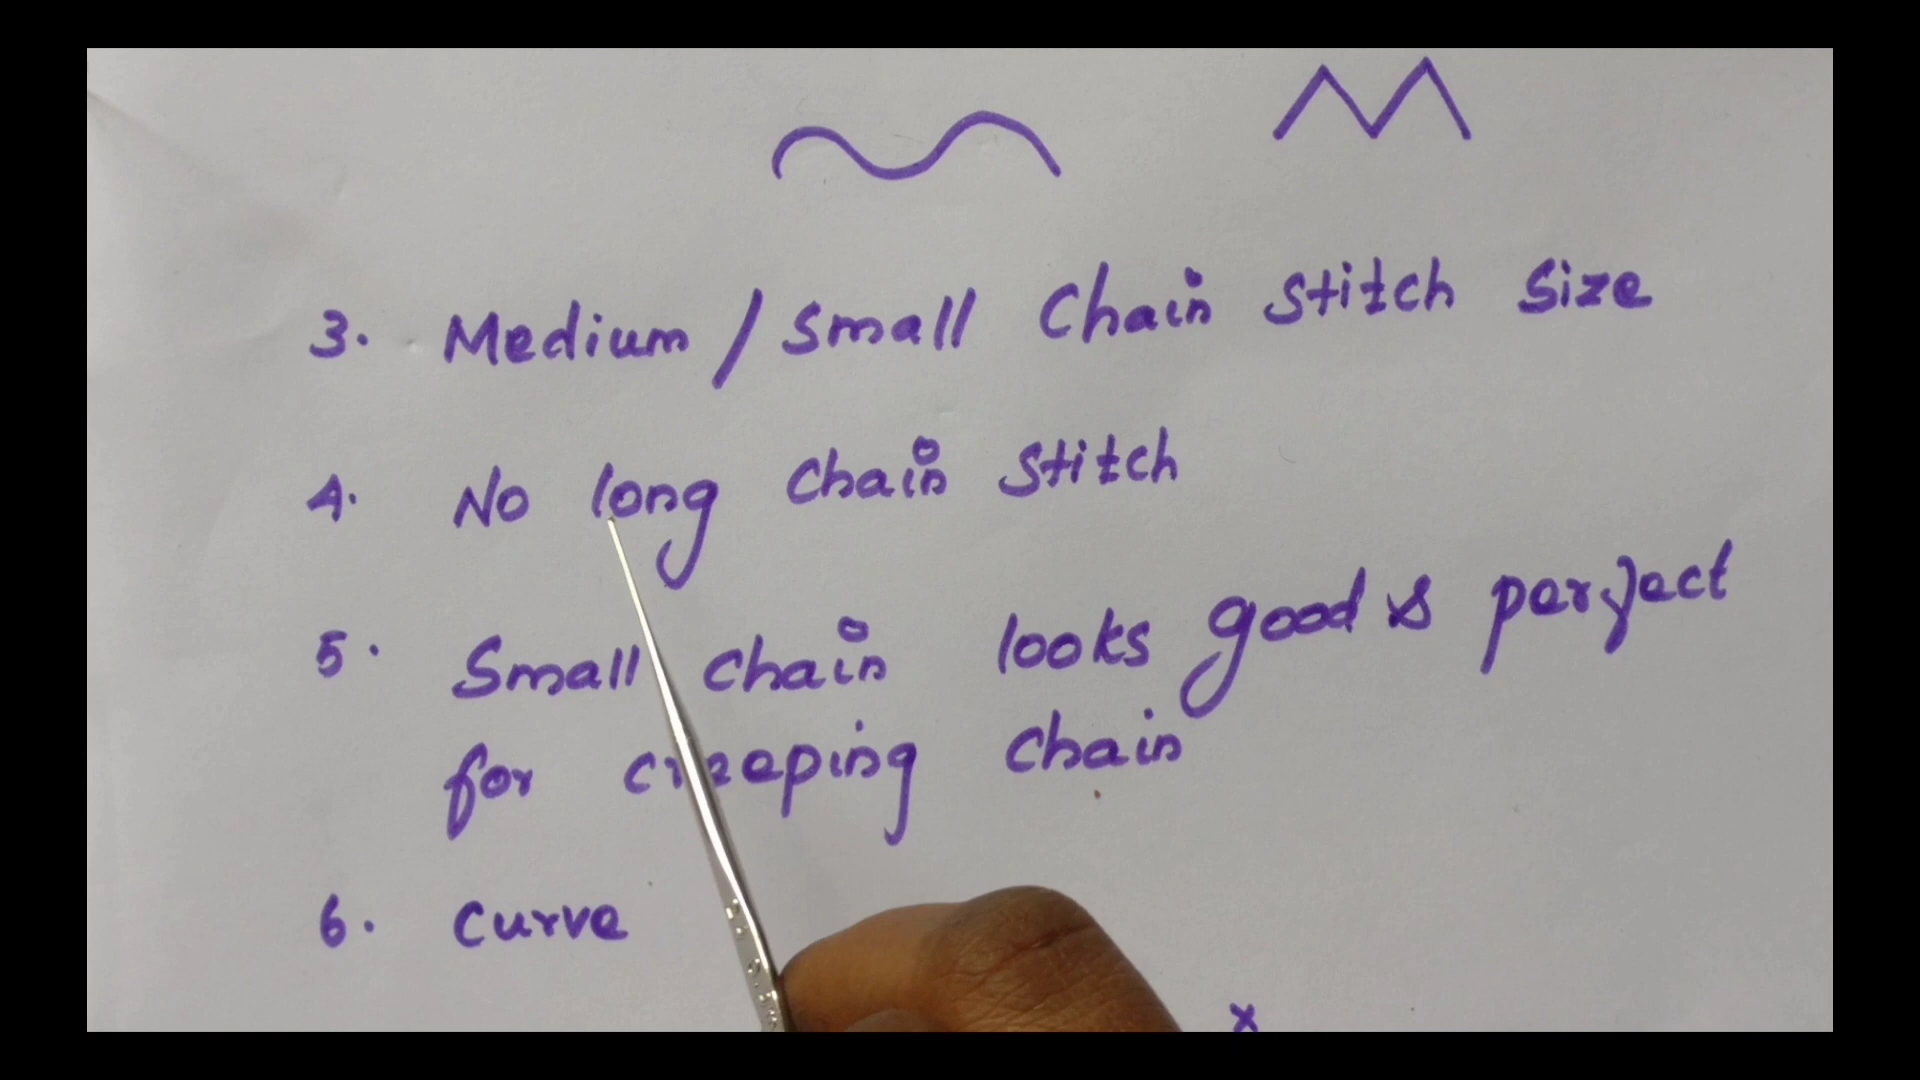 3. Medium / Small Chain Stitch Size
4. No long Chain Stitch
5. Small Chain looks good & perfect
for creeping Chain
6. Curve
x